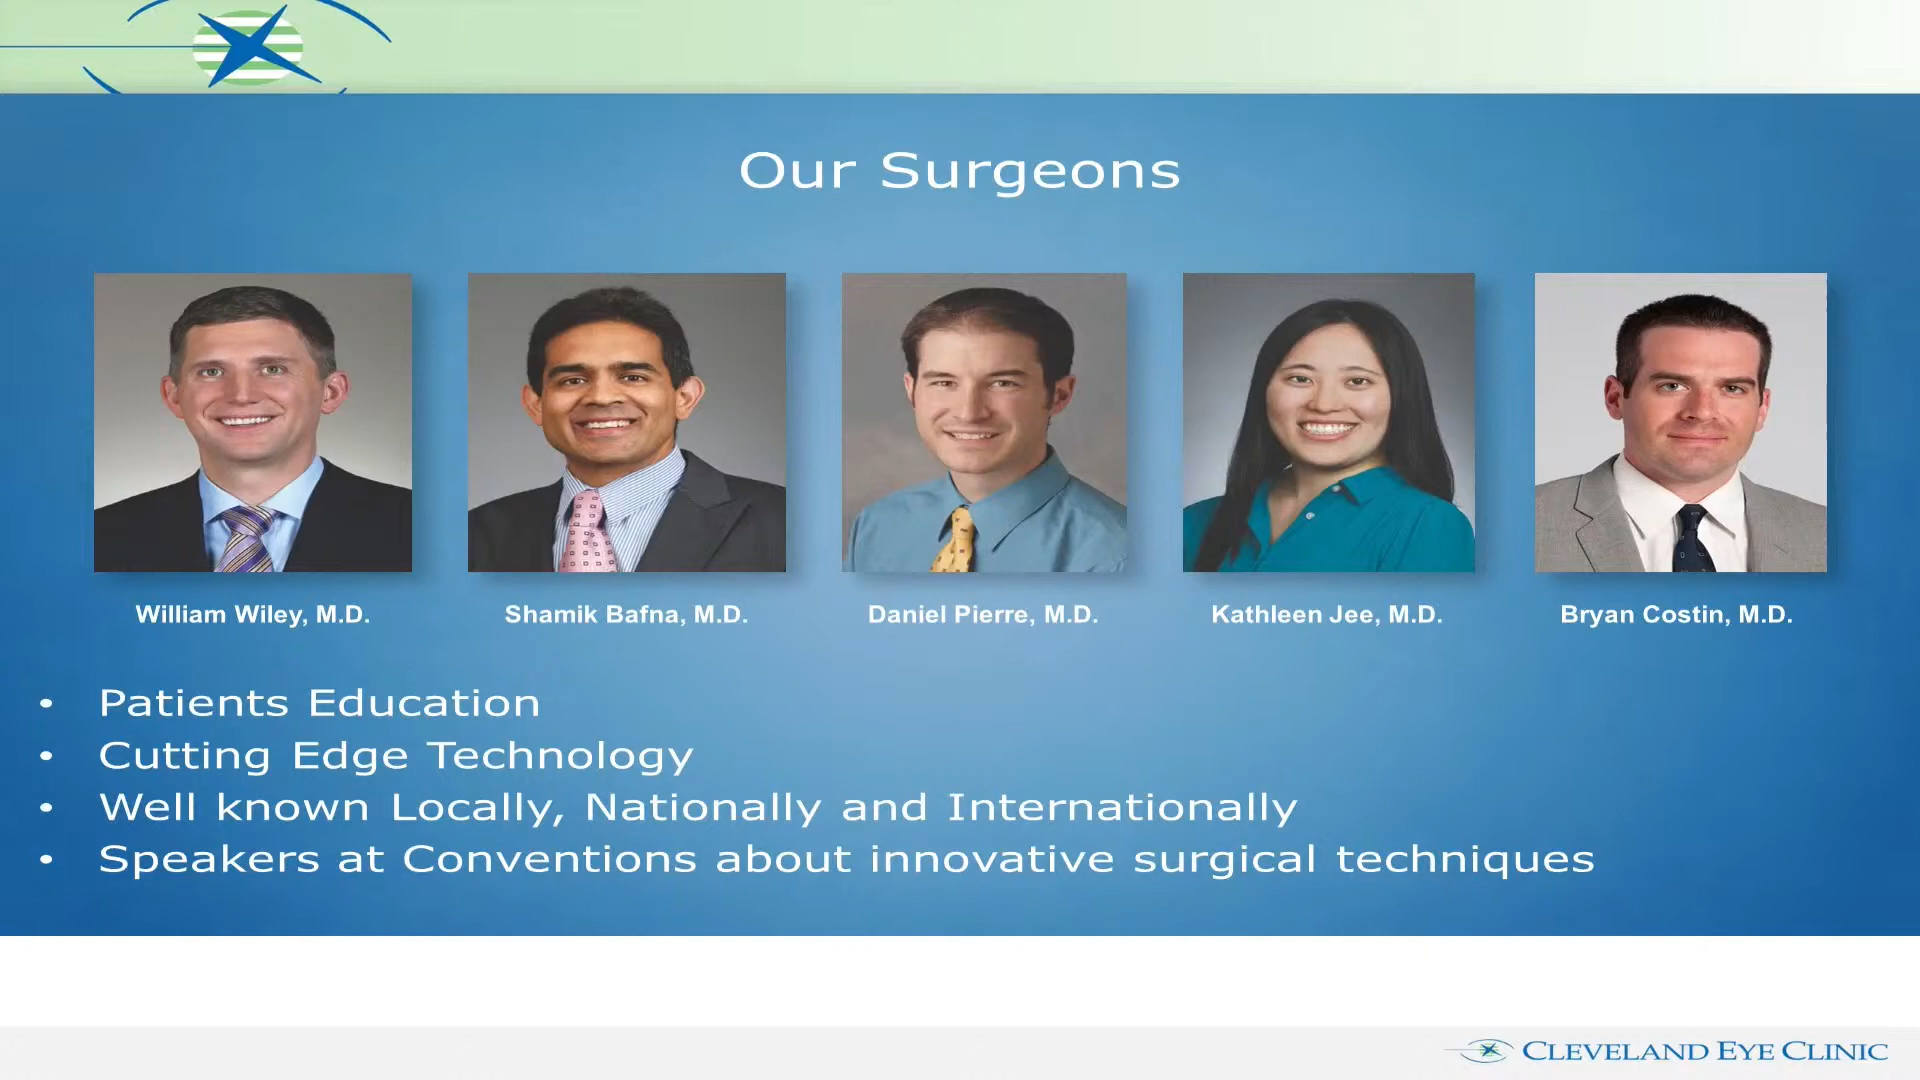 Our Surgeons
William Wiley, M.D.
Shamik Bafna, M.D.
Daniel Pierre, M.D.
Kathleen Jee, M.D.
Bryan Costin, M.D.
• Patients Education
• Cutting Edge Technology
• Well known Locally, Nationally and Internationally
• Speakers at Conventions about innovative surgical techniques
CLEVELAND EYE CLINIC